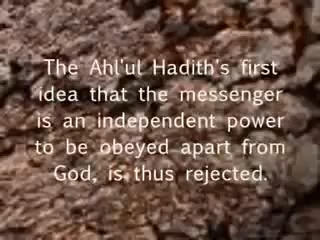 The Ahl'ul Hadith's first
idea that the messenger
is an independent power
to be obeyed apart from
God, is thus rejected.